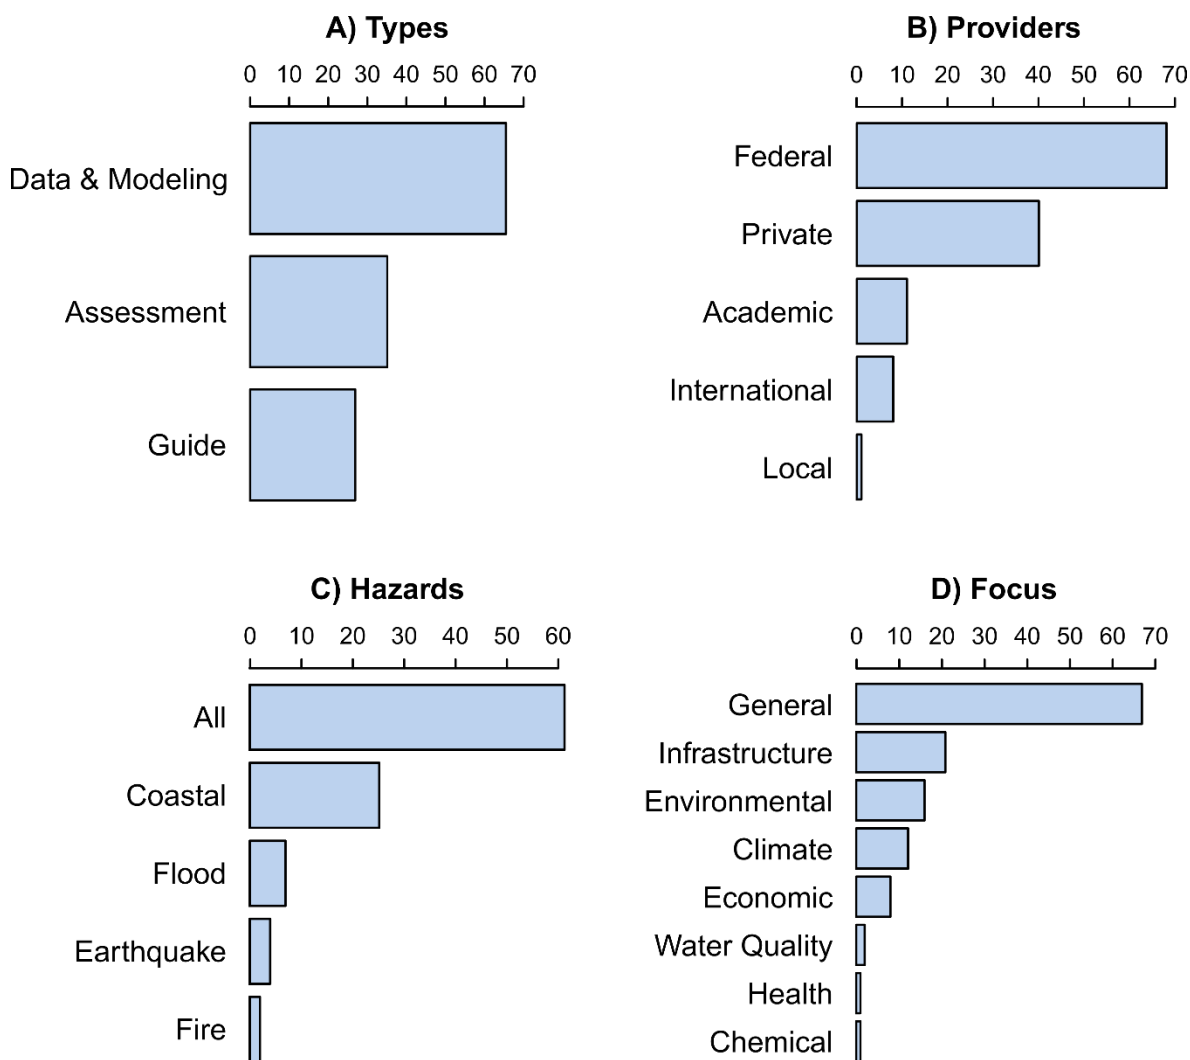 A) Types
0 10 20 30 40 50 60 70
Data & Modeling
Assessment
Guide
B) Providers
0 10 20 30 40 50 60 70
Federal
Private
Academic
International
Local
C) Hazards
0 10 20 30 40 50 60
All
Coastal
Flood
Earthquake
Fire
D) Focus
0 10 20 30 40 50 60 70
General
Infrastructure
Environmental
Climate
Economic
Water Quality
Health
Chemical